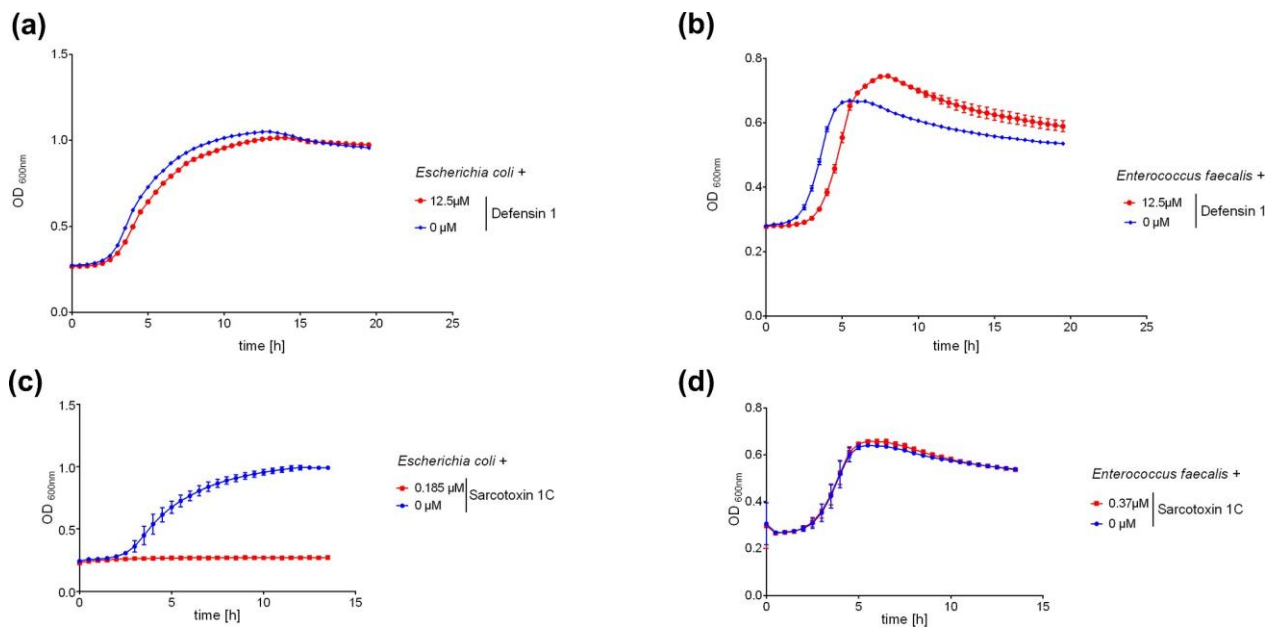 (a)
1.5
1.0
0.5
0.0
OD 600nm
0
5
10
15
20
25
time [h]
Escherichia coli +
12.5µM
0 µM
Defensin 1
(b)
0.8
0.6
0.4
0.2
0.0
OD 600nm
0
5
10
15
20
25
time [h]
Enterococcus faecalis +
12.5µM
0 µM
Defensin 1
(c)
1.5
1.0
0.5
0.0
OD 600nm
0
5
10
15
time [h]
Escherichia coli +
0.185 µM
0 µM
Sarcotoxin 1C
(d)
0.8
0.6
0.4
0.2
0.0
OD 600nm
0
5
10
15
time [h]
Enterococcus faecalis +
0.37µM
0 µM
Sarcotoxin 1C